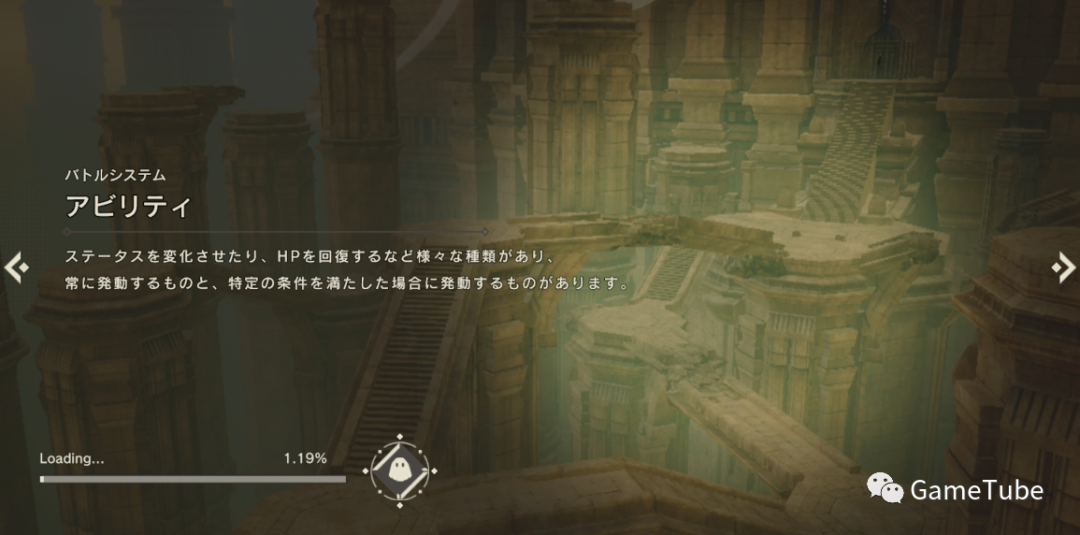 バトルシステム
アビリティ
ステータスを変化させたり、HPを回復するなど様々な種類があり、
常に発動するものと、特定の条件を満たした場合に発動するものがあります。
Loading... 1.19%
GameTube